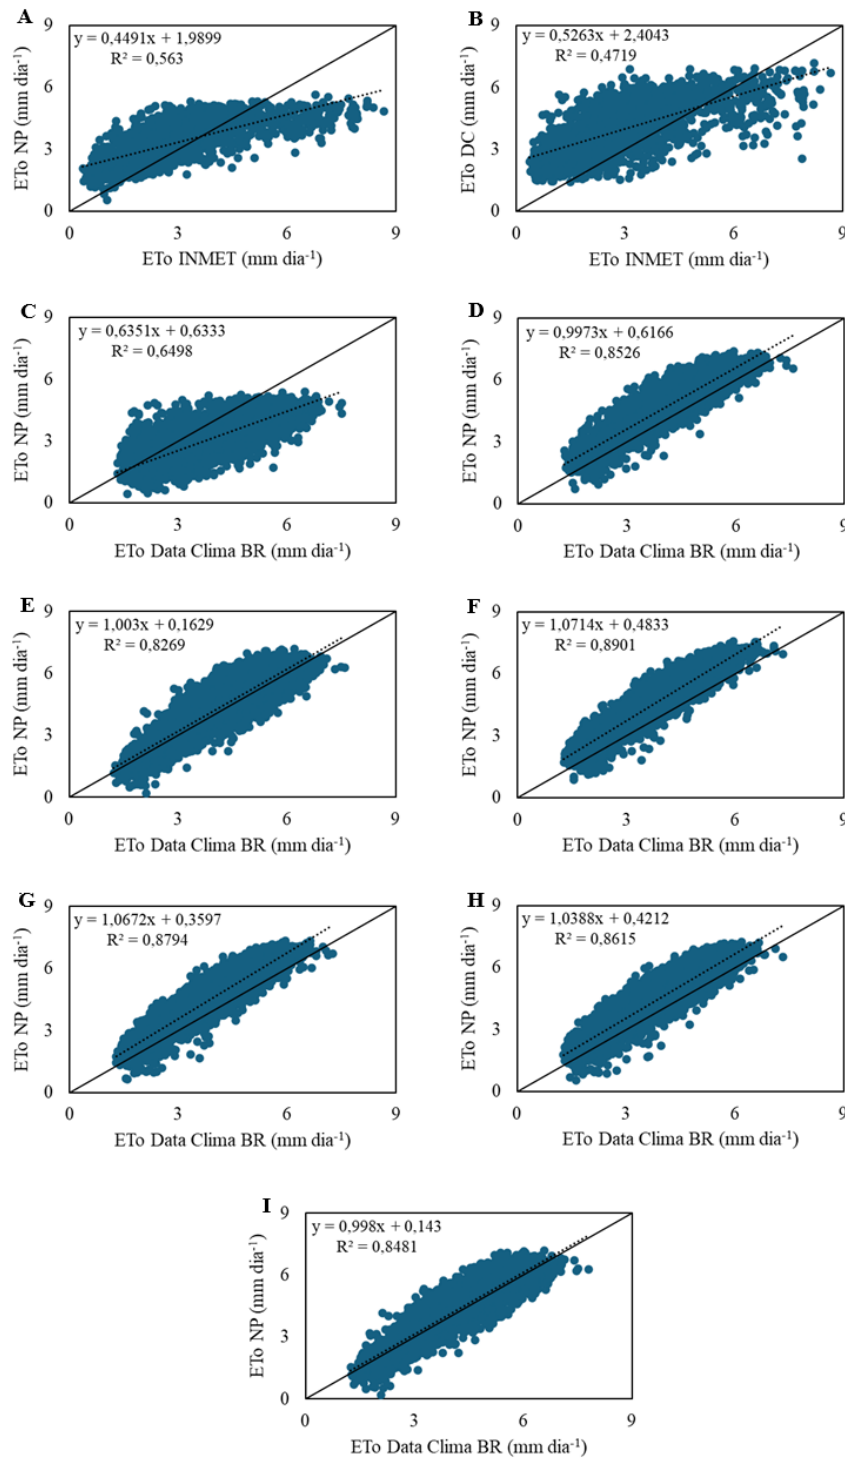 A
9
y = 0,4491x + 1,9899
R² = 0,563
6
3
0
ETo NP (mm dia⁻¹)
0 3 6 9
ETo INMET (mm dia⁻¹)
B
9
y = 0,5263x + 2,4043
R² = 0,4719
6
3
0
ETo DC (mm dia⁻¹)
0 3 6 9
ETo INMET (mm dia⁻¹)
C
9
y = 0,6351x + 0,6333
R² = 0,6498
6
3
0
ETo NP (mm dia⁻¹)
0 3 6 9
ETo Data Clima BR (mm dia⁻¹)
D
9
y = 0,9973x + 0,6166
R² = 0,8526
6
3
0
ETo NP (mm dia⁻¹)
0 3 6 9
ETo Data Clima BR (mm dia⁻¹)
E
9
y = 1,003x + 0,1629
R² = 0,8269
6
3
0
ETo NP (mm dia⁻¹)
0 3 6 9
ETo Data Clima BR (mm dia⁻¹)
F
9
y = 1,0714x + 0,4833
R² = 0,8901
6
3
0
ETo NP (mm dia⁻¹)
0 3 6 9
ETo Data Clima BR (mm dia⁻¹)
G
9
y = 1,0672x + 0,3597
R² = 0,8794
6
3
0
ETo NP (mm dia⁻¹)
0 3 6 9
ETo Data Clima BR (mm dia⁻¹)
H
9
y = 1,0388x + 0,4212
R² = 0,8615
6
3
0
ETo NP (mm dia⁻¹)
0 3 6 9
ETo Data Clima BR (mm dia⁻¹)
I
9
y = 0,998x + 0,143
R² = 0,8481
6
3
0
ETo NP (mm dia⁻¹)
0 3 6 9
ETo Data Clima BR (mm dia⁻¹)